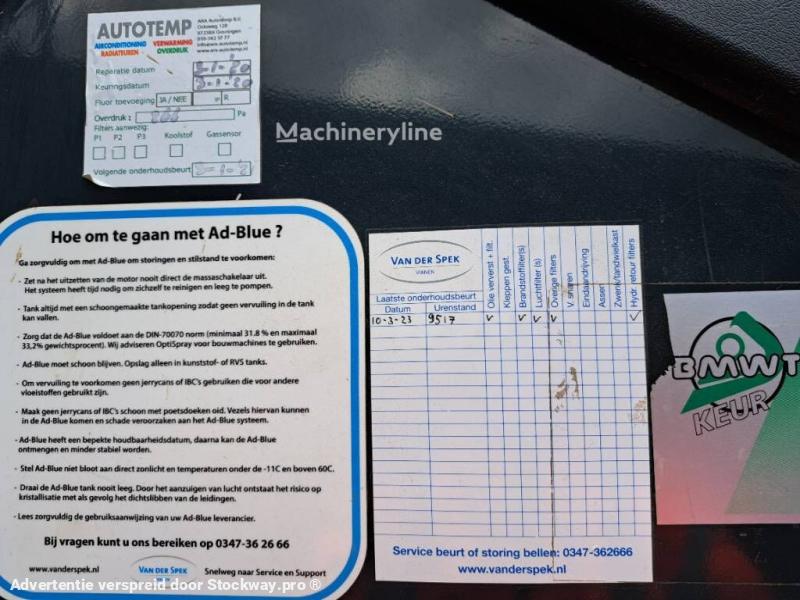 AUTOTEMP
AIRCONDITIONING VERWARMING
RADIATEUREN OVERDRUK
www.ara-autotemp.nl
Reperatie datum
Keuringsdatum
Fluor toevoeging JA / NEE R
Overdruk : Pa
Filters aanwezig:
P1 P2 P3 Koolstof Gassensor
Volgende onderhoudsbeurt
Machineryline
Hoe om te gaan met Ad-Blue ?
Ga zorgvuldig om met Ad-Blue om storingen en stilstand te voorkomen:
- Zet na het uitzetten van de motor nooit direct de massaschakelaar uit.
Het systeem heeft tijd nodig om zichzelf te reinigen en leeg te pompen.
- Tank altijd met een schoongemaakte tankopening zodat geen vervuiling in de tank
kan vallen.
- Zorg dat de Ad-Blue voldoet aan de DIN-70070 norm (minimaal 31.8 % en maximaal
33,2% gewichtsprocent). Wij adviseren OptiSpray voor bouwmachines te gebruiken.
- Ad-Blue moet schoon blijven. Opslag alleen in kunststof- of RVS tanks.
- Om vervuiling te voorkomen geen jerrycans of IBC's gebruiken die voor andere
vloeistoffen gebruikt zijn.
- Maak geen jerrycans of IBC's schoon met poetsdoeken oid. Vezels hiervan kunnen
in de Ad-Blue komen en schade veroorzaken aan het Ad-Blue systeem.
- Ad-Blue heeft een bepekte houdbaarheidsdatum, daarna kan de Ad-Blue
ontmengen en minder stabiel worden.
- Stel Ad-Blue niet bloot aan direct zonlicht en temperaturen onder de -11C en boven 60C.
- Draai de Ad-Blue tank nooit leeg. Door het aanzuigen van lucht ontstaat het risico op
kristallisatie met als gevolg het dichtslibben van de leidingen.
- Lees zorgvuldig de gebruiksaanwijzing van uw Ad-Blue leverancier.
Bij vragen kunt u ons bereiken op 0347-36 26 66
www.vanderspek.nl VAN DER SPEK Snelweg naar Service en Support
VAN DER SPEK
VIANEN
Laatste onderhoudsbeurt
Datum Urenstand
Olie ververst + filt.
Kleppen gest.
Brandstoffilter(s)
Luchtfilter (s)
Overige filters
V. snaren
Eindaandrijving
Assen
Zwenk/tandwielkast
Hydr. retour filters
10-3-23 9517 v v v v v
Service beurt of storing bellen: 0347-362666
www.vanderspek.nl
BMWT
KEUR
Advertentie verspreid door Stockway.pro ®